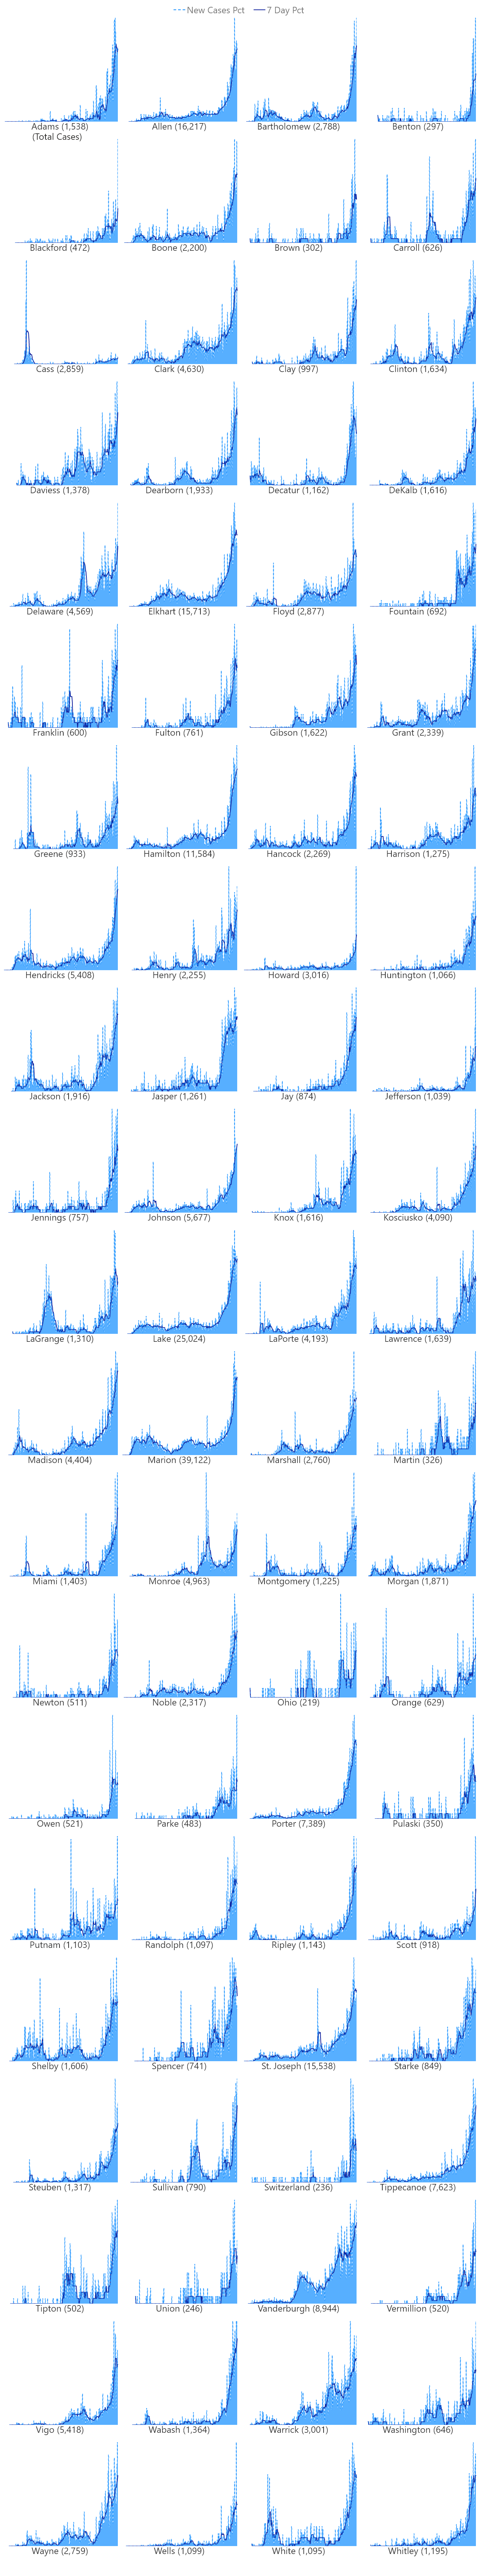 New Cases Pct 7 Day Pct
Adams (1,538) Allen (16,217) Bartholomew (2,788) Benton (297)
(Total Cases)
Blackford (472) Boone (2,200) Brown (302) Carroll (626)
Cass (2,859) Clark (4,630) Clay (997) Clinton (1,634)
Daviess (1,378) Dearborn (1,933) Decatur (1,162) DeKalb (1,616)
Delaware (4,569) Elkhart (15,713) Floyd (2,877) Fountain (692)
Franklin (600) Fulton (761) Gibson (1,622) Grant (2,339)
Greene (933) Hamilton (11,584) Hancock (2,269) Harrison (1,275)
Hendricks (5,408) Henry (2,255) Howard (3,016) Huntington (1,066)
Jackson (1,916) Jasper (1,261) Jay (874) Jefferson (1,039)
Jennings (757) Johnson (5,677) Knox (1,616) Kosciusko (4,090)
LaGrange (1,310) Lake (25,024) LaPorte (4,193) Lawrence (1,639)
Madison (4,404) Marion (39,122) Marshall (2,760) Martin (326)
Miami (1,403) Monroe (4,963) Montgomery (1,225) Morgan (1,871)
Newton (511) Noble (2,317) Ohio (219) Orange (629)
Owen (521) Parke (483) Porter (7,389) Pulaski (350)
Putnam (1,103) Randolph (1,097) Ripley (1,143) Scott (918)
Shelby (1,606) Spencer (741) St. Joseph (15,538) Starke (849)
Steuben (1,317) Sullivan (790) Switzerland (236) Tippecanoe (7,623)
Tipton (502) Union (246) Vanderburgh (8,944) Vermillion (520)
Vigo (5,418) Wabash (1,364) Warrick (3,001) Washington (646)
Wayne (2,759) Wells (1,099) White (1,095) Whitley (1,195)